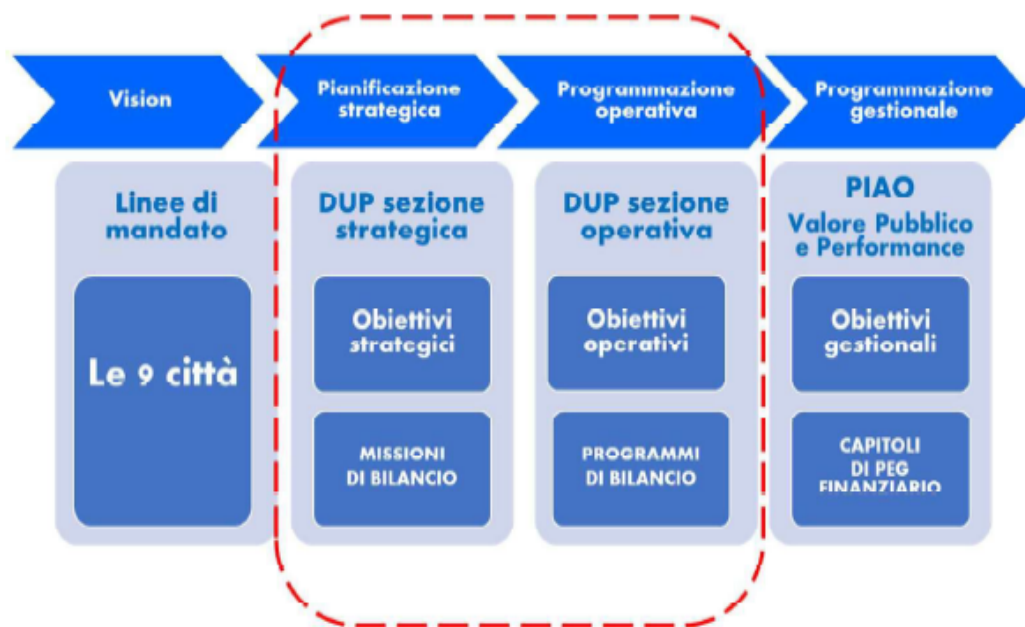 Vision
Pianificazione
strategica
Programmazione
operativa
Programmazione
gestionale
Linee di
mandato
Le 9 città
DUP sezione
strategica
Obiettivi
strategici
MISSIONI
DI BILANCIO
DUP sezione
operativa
Obiettivi
operativi
PROGRAMMI
DI BILANCIO
PIAO
Valore Pubblico
e Performance
Obiettivi
gestionali
CAPITOLI
DI PEG
FINANZIARIO